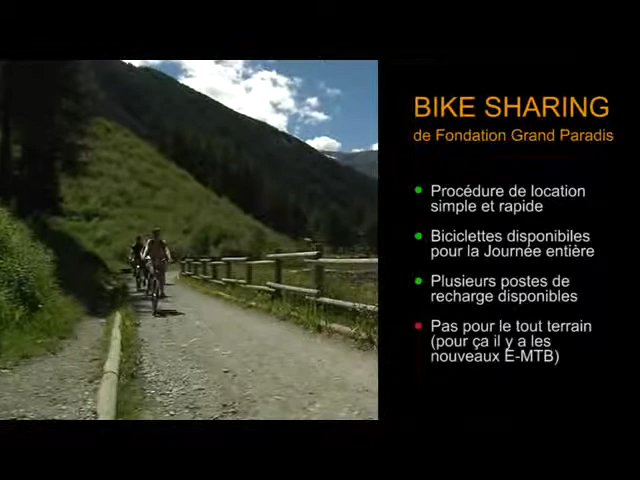 BIKE SHARING
de Fondation Grand Paradis
Procédure de location
simple et rapide
Biciclettes disponibiles
pour la Journée entière
Plusieurs postes de
recharge disponibles
Pas pour le tout terrain
(pour ça il y a les
nouveaux E-MTB)